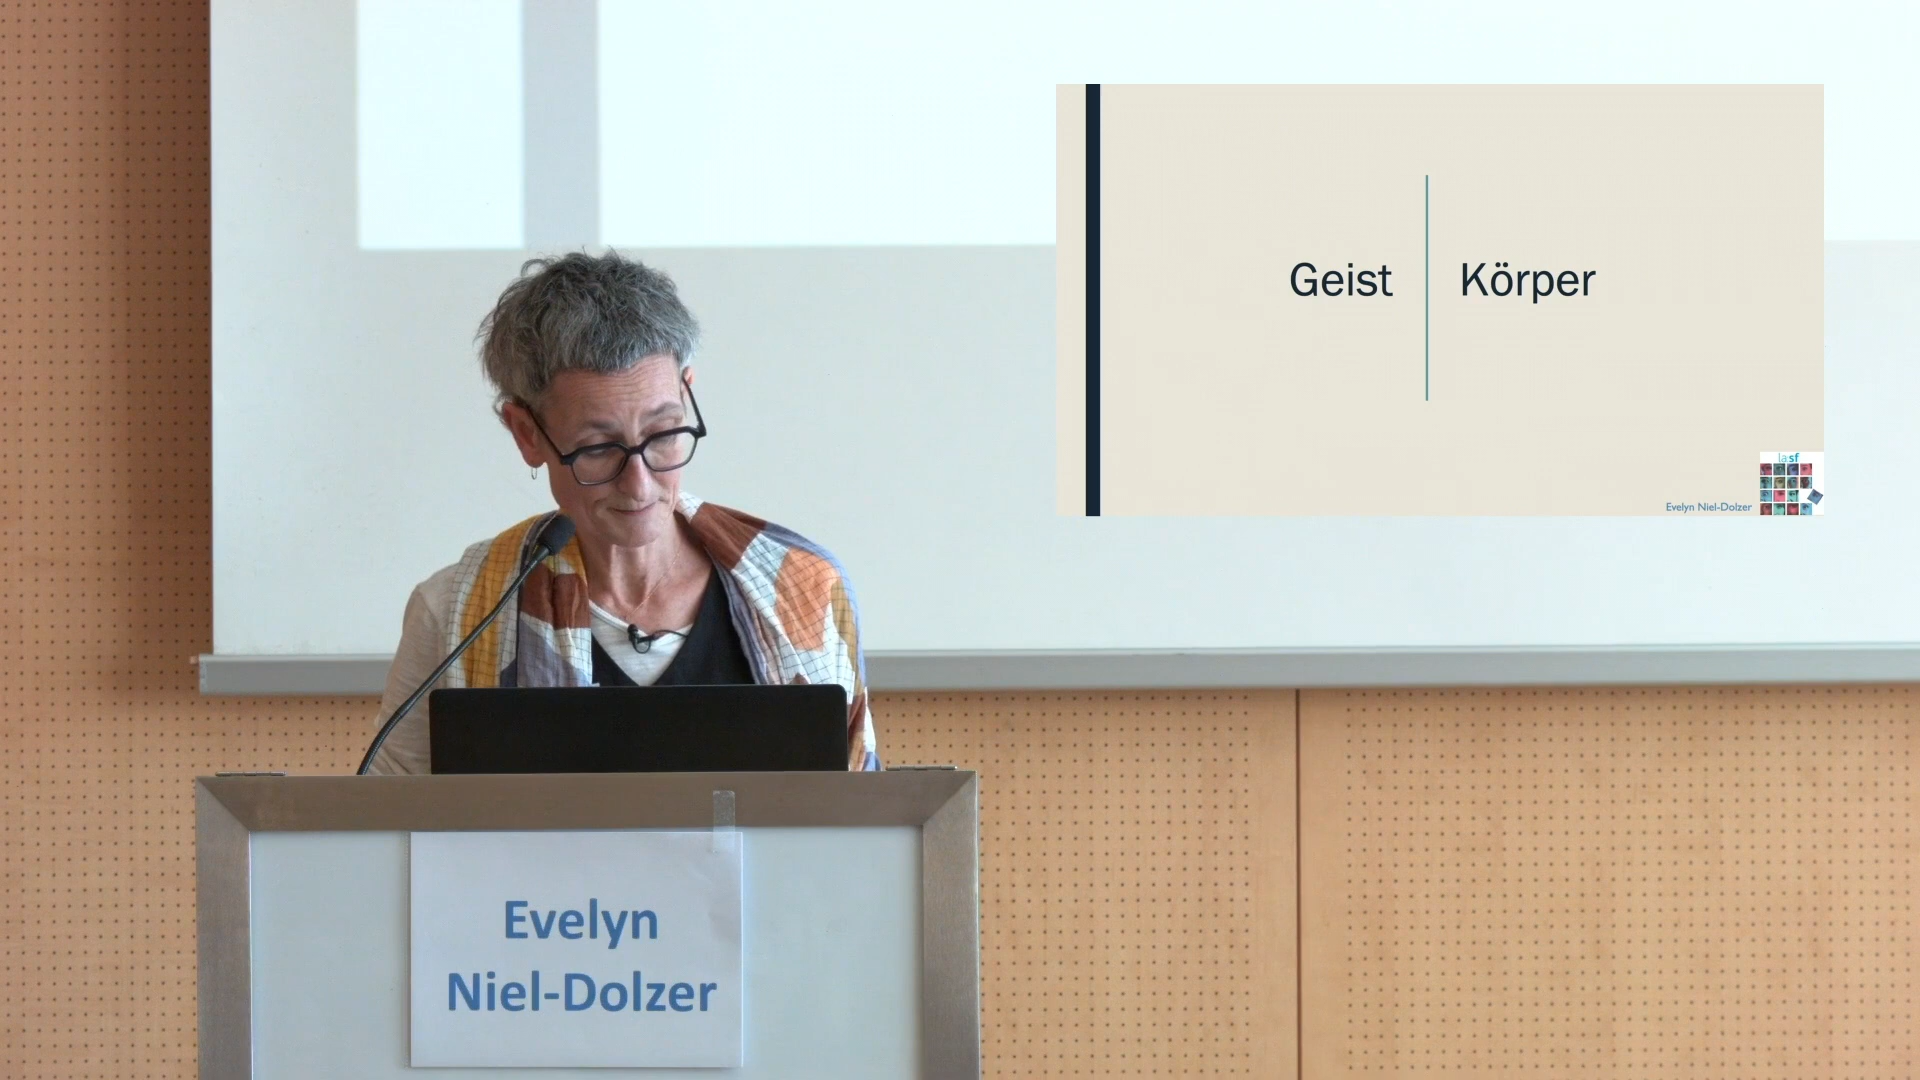 Geist
Körper
lasf
Evelyn Niel-Dolzer
Evelyn
Niel-Dolzer